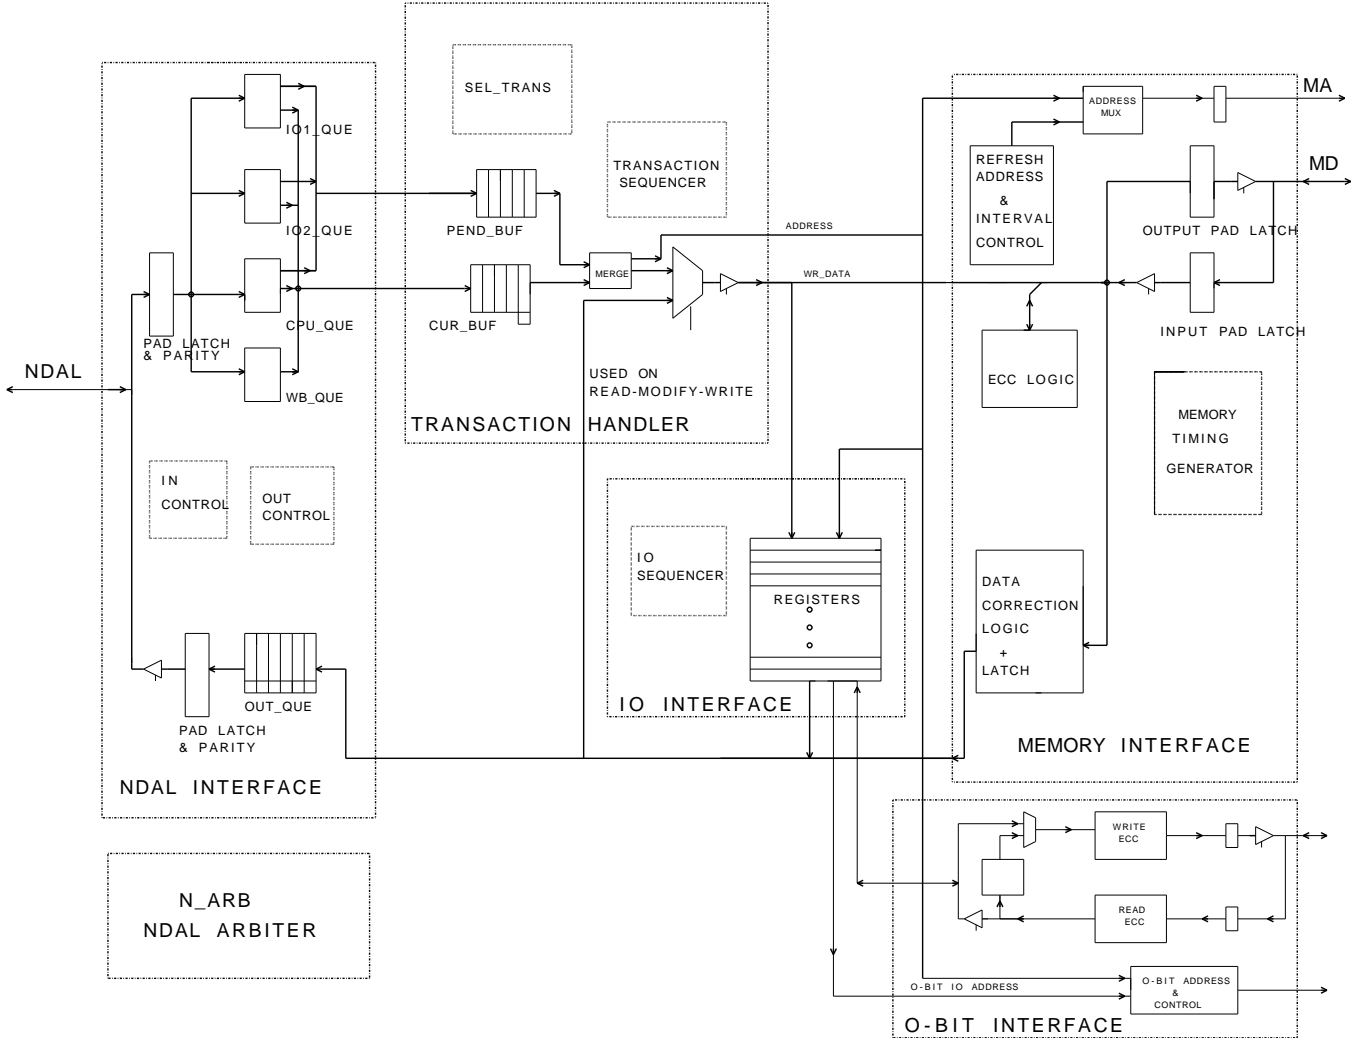 NDAL
IO1_QUE
IO2_QUE
CPU_QUE
WB_QUE
PAD LATCH
& PARITY
IN
CONTROL
OUT
CONTROL
OUT_QUE
PAD LATCH
& PARITY
NDAL INTERFACE
N_ARB
NDAL ARBITER
SEL_TRANS
TRANSACTION
SEQUENCER
PEND_BUF
CUR_BUF
MERGE
USED ON
READ-MODIFY-WRITE
TRANSACTION HANDLER
ADDRESS
WR_DATA
IO
SEQUENCER
REGISTERS
IO INTERFACE
ADDRESS
MUX
MA
REFRESH
ADDRESS
&
INTERVAL
CONTROL
MD
OUTPUT PAD LATCH
INPUT PAD LATCH
ECC LOGIC
MEMORY
TIMING
GENERATOR
DATA
CORRECTION
LOGIC
+
LATCH
MEMORY INTERFACE
WRITE
ECC
READ
ECC
O-BIT IO ADDRESS
O-BIT ADDRESS
&
CONTROL
O-BIT INTERFACE